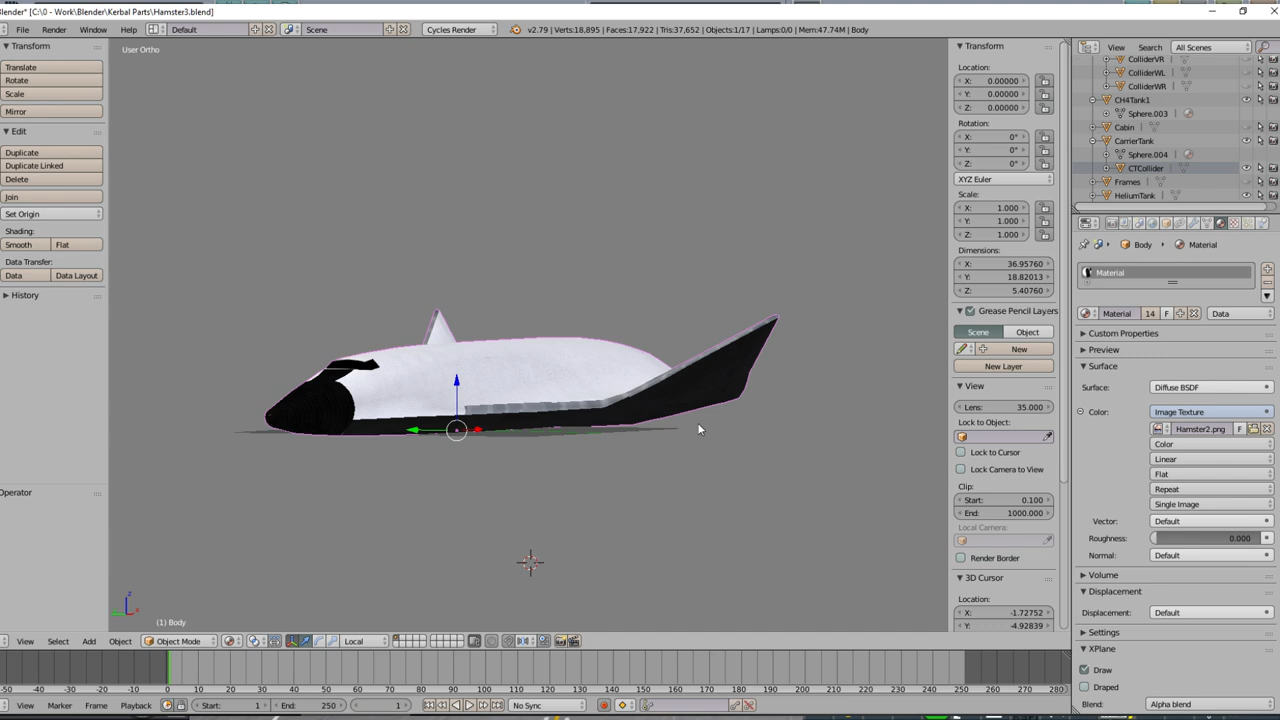 Blender* [C:\0 - Work\Blender\Kerbal Parts\Hamster3.blend]
File Render Window Help Default Scene Cycles Render v2.79 | Verts:18,895 | Faces:17,922 | Tris:37,652 | Objects:1/17 | Lamps:0/0 | Mem:47.74M | Body
Transform
Translate
Rotate
Scale
Mirror
Edit
Duplicate
Duplicate Linked
Delete
Join
Set Origin
Shading:
Smooth Flat
Data Transfer:
Data Data Layout
History
Operator
User Ortho
(1) Body
Transform
Location:
X: 0.00000
Y: 0.00000
Z: 0.00000
Rotation:
X: 0°
Y: 0°
Z: 0°
XYZ Euler
Scale:
X: 1.000
Y: 1.000
Z: 1.000
Dimensions:
X: 36.95760
Y: 18.82013
Z: 5.40760
Grease Pencil Layers
Scene Object
New
New Layer
View
Lens: 35.000
Lock to Object:
Lock to Cursor
Lock Camera to View
Clip:
Start: 0.100
End: 1000.000
Local Camera:
Render Border
3D Cursor
Location:
X: -1.72752
Y: -4.92839
View Search All Scenes
ColliderVR
ColliderWL
ColliderWR
CH4Tank1
Sphere.003
Cabin
CarrierTank
Sphere.004
CTCollider
Frames
HeliumTank
Body Material
Material
Material 14 F Data
Custom Properties
Preview
Surface
Surface: Diffuse BSDF
Color: Image Texture
Hamster2.png F
Color
Linear
Flat
Repeat
Single Image
Vector: Default
Roughness: 0.000
Normal: Default
Volume
Displacement
Displacement: Default
Settings
XPlane
Draw
Draped
Blend: Alpha blend
View Select Add Object Object Mode Local
-50 -40 -30 -20 -10 0 10 20 30 40 50 60 70 80 90 100 110 120 130 140 150 160 170 180 190 200 210 220 230 240 250 260 270 280
View Marker Frame Playback Start: 1 End: 250 1 No Sync